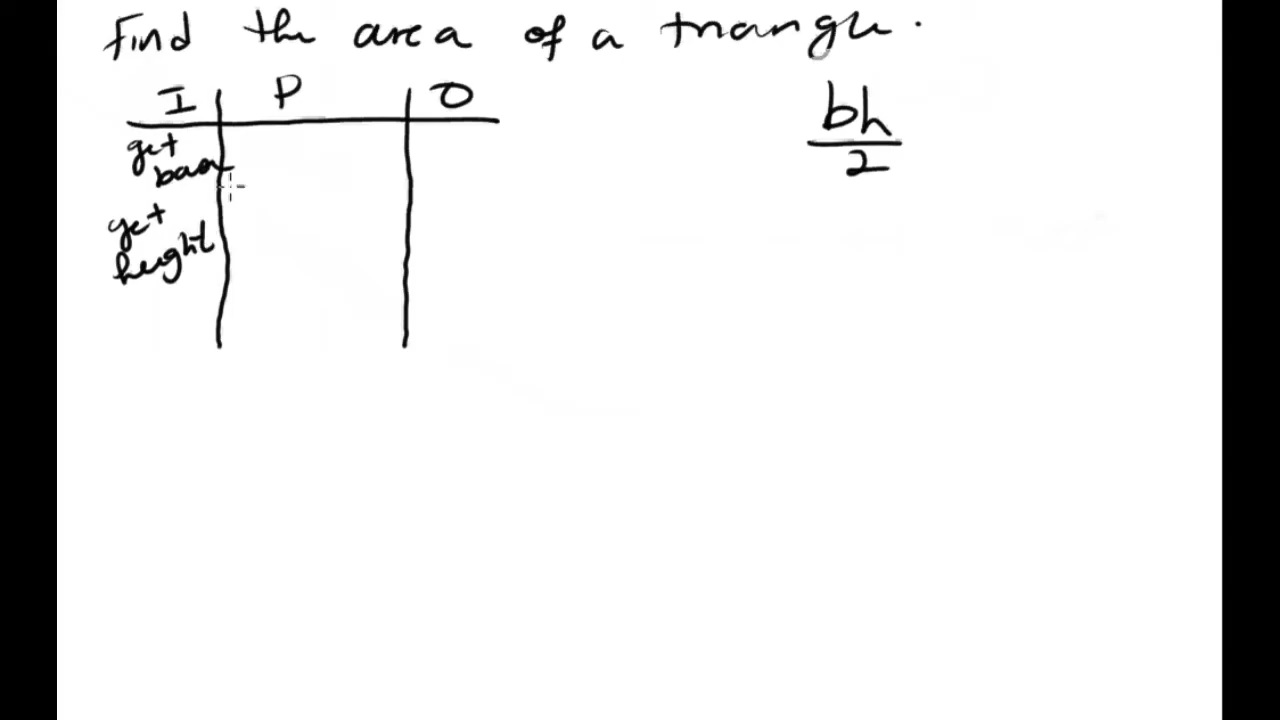 Find the area of a triangle.
I P O
bh
2
get
base
get
height